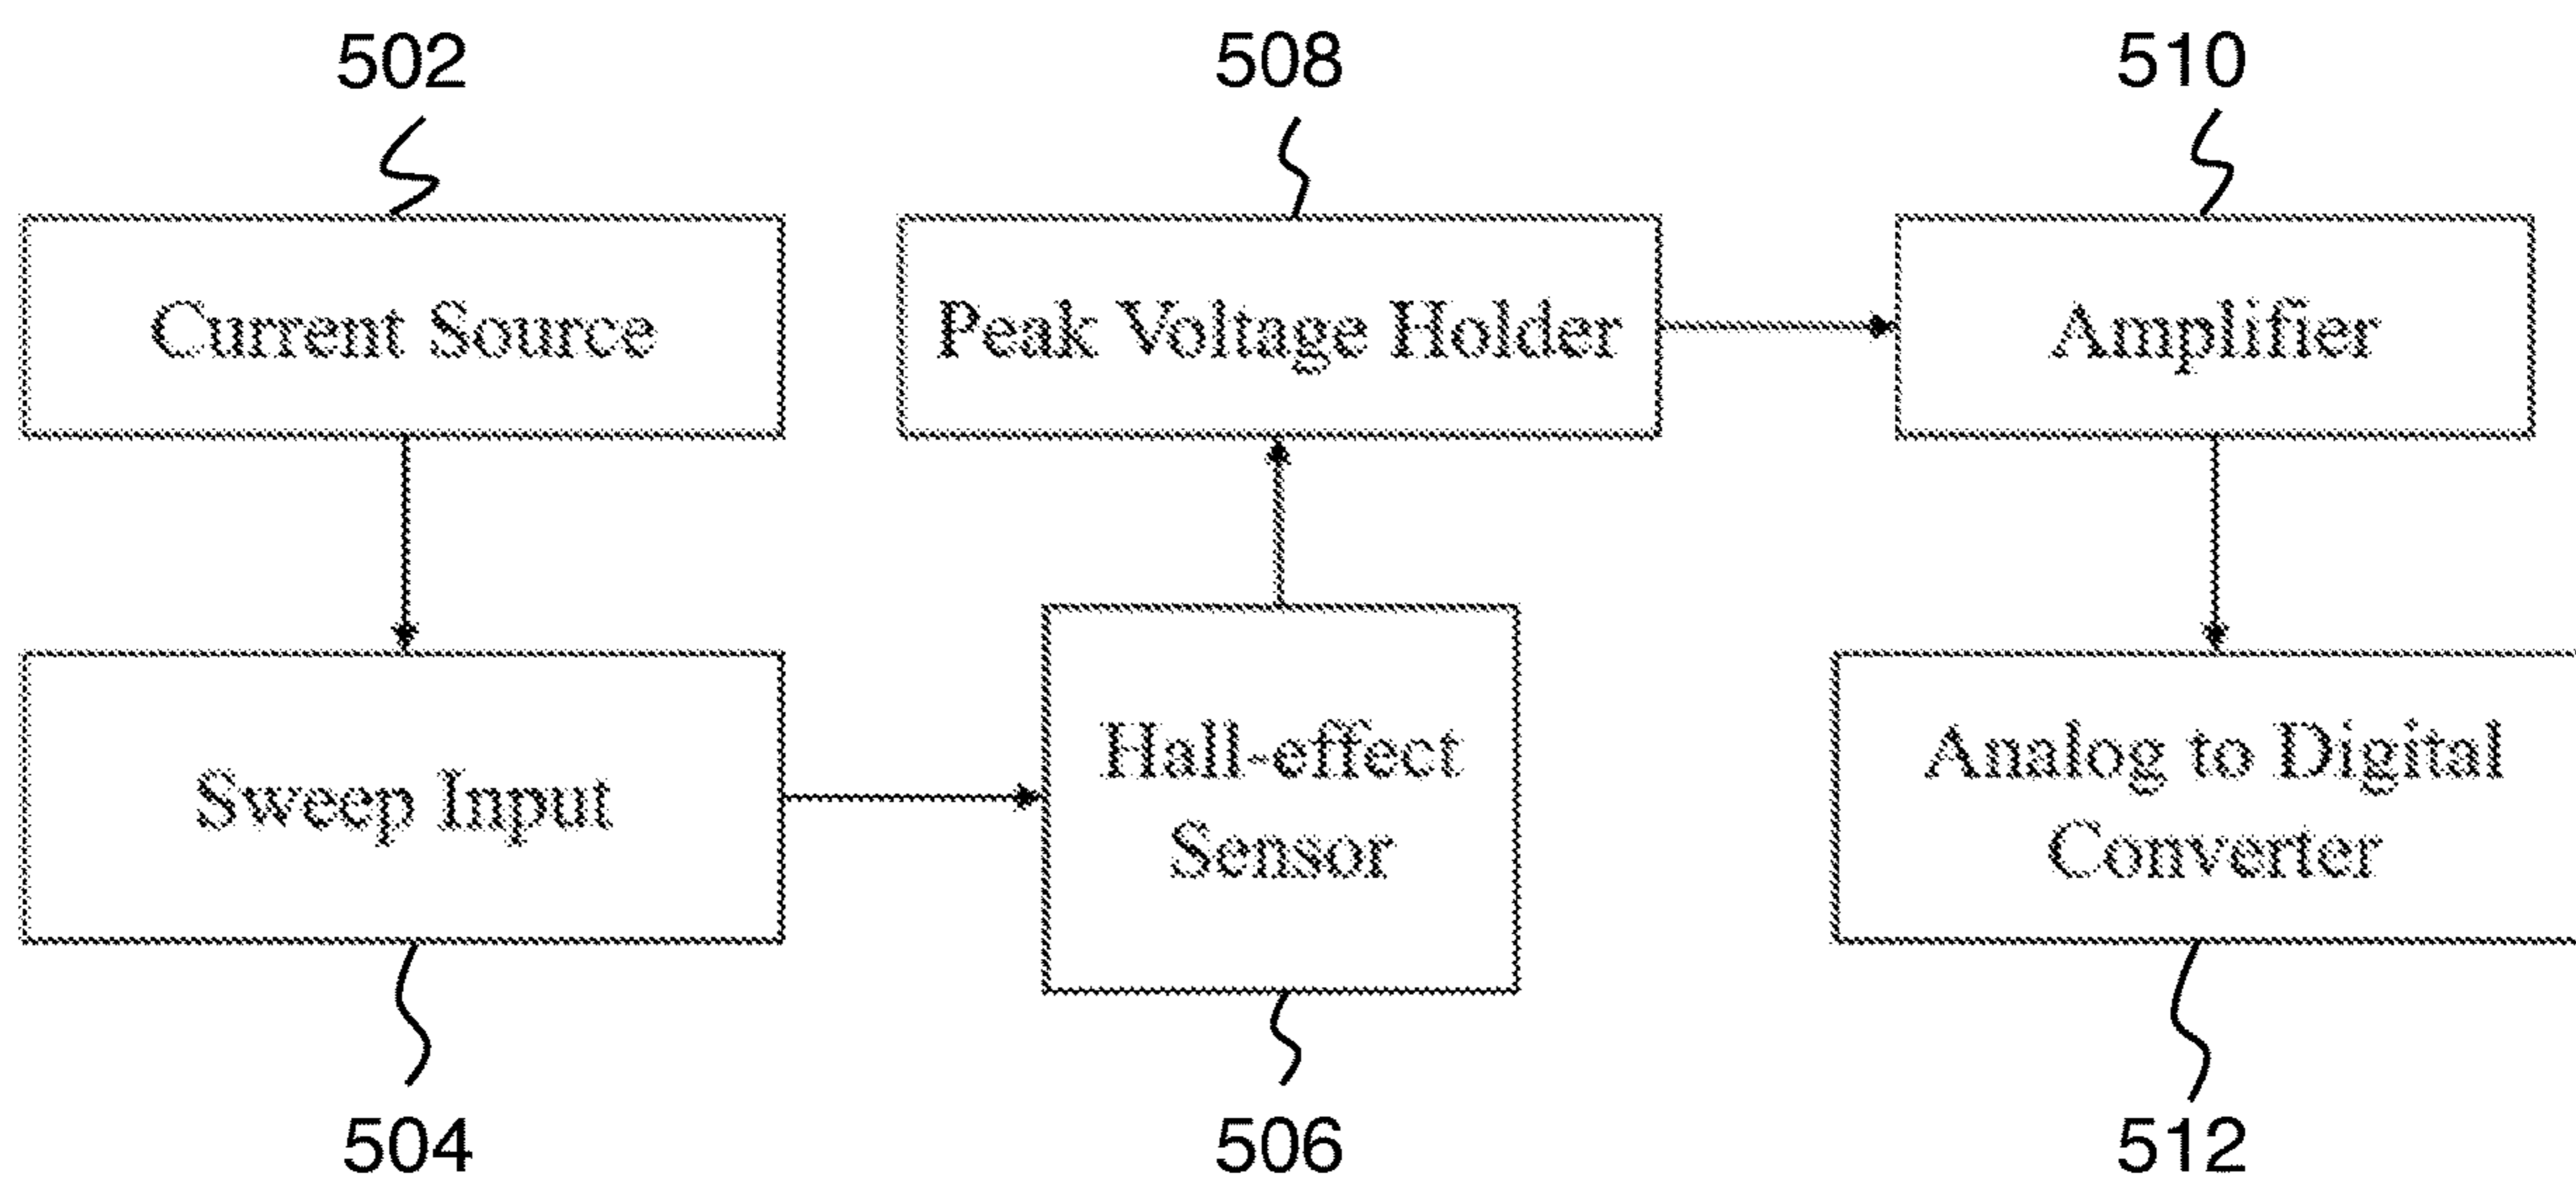 502
508
510
Current Source
Peak Voltage Holder
Amplifier
Sweep Input
Hall-effect
Sensor
Analog to Digital
Converter
504
506
512